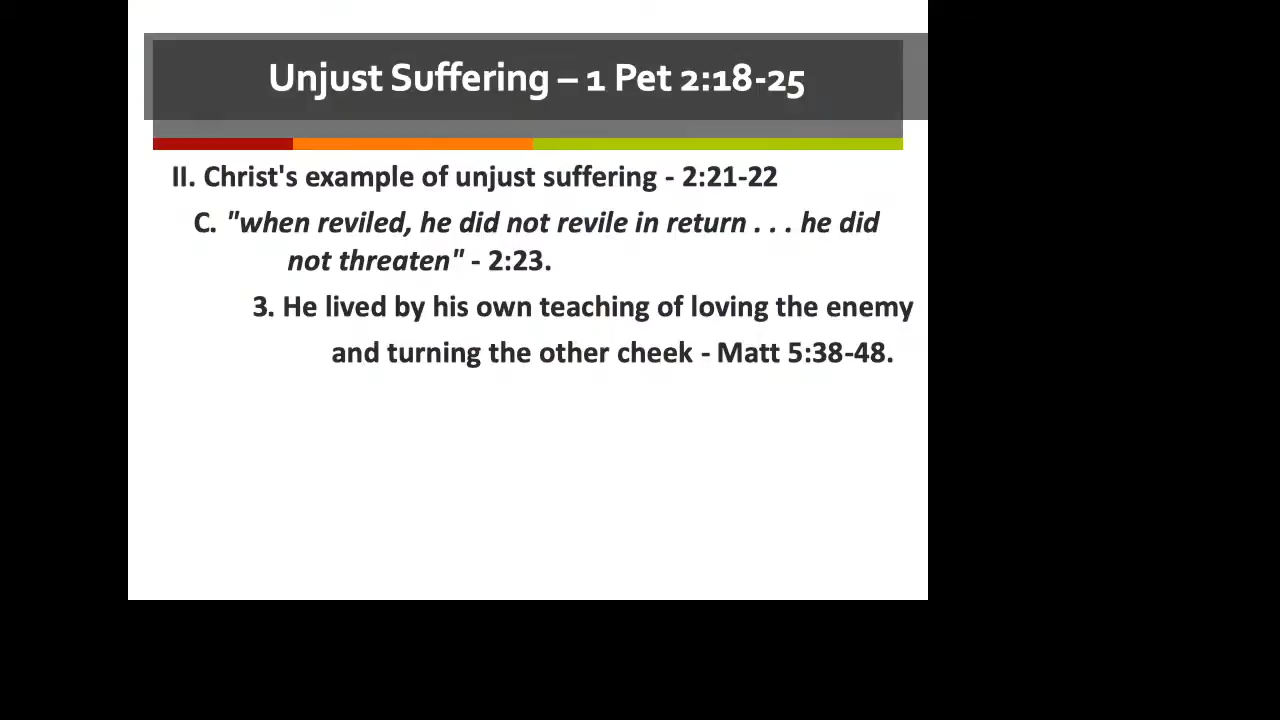 Unjust Suffering – 1 Pet 2:18-25
II. Christ's example of unjust suffering - 2:21-22
C. "when reviled, he did not revile in return . . . he did
not threaten" - 2:23.
3. He lived by his own teaching of loving the enemy
and turning the other cheek - Matt 5:38-48.